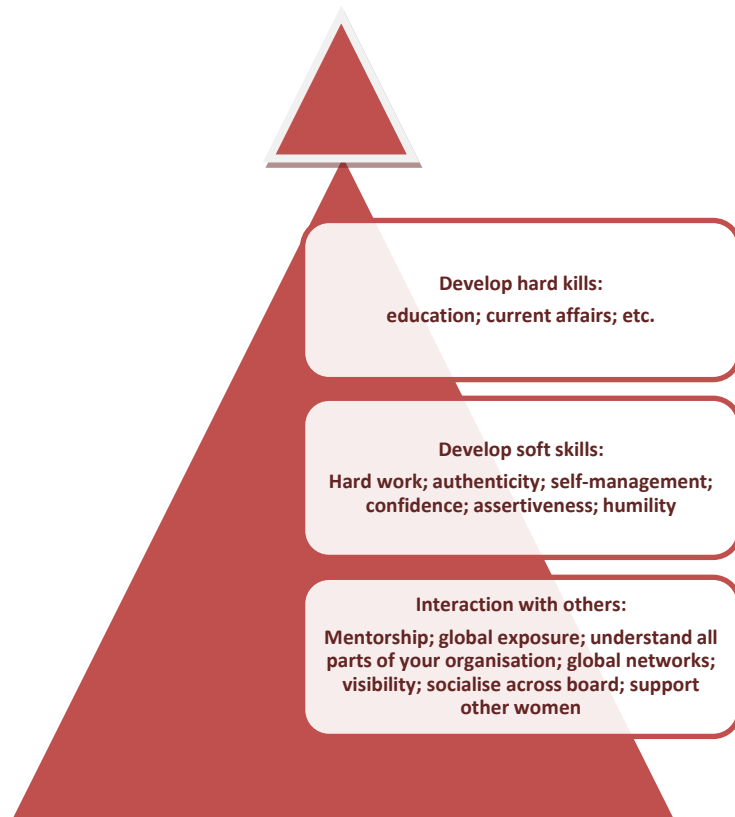 Develop hard kills:
education; current affairs; etc.
Develop soft skills:
Hard work; authenticity; self-management;
confidence; assertiveness; humility
Interaction with others:
Mentorship; global exposure; understand all
parts of your organisation; global networks;
visibility; socialise across board; support
other women